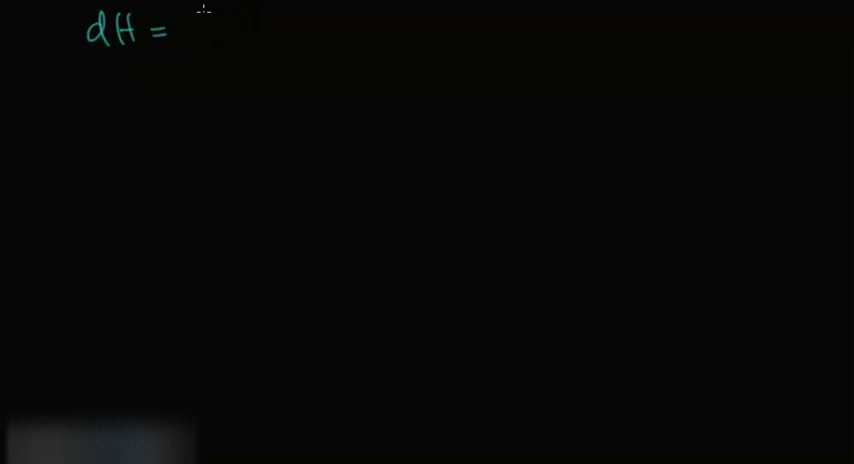 dH =